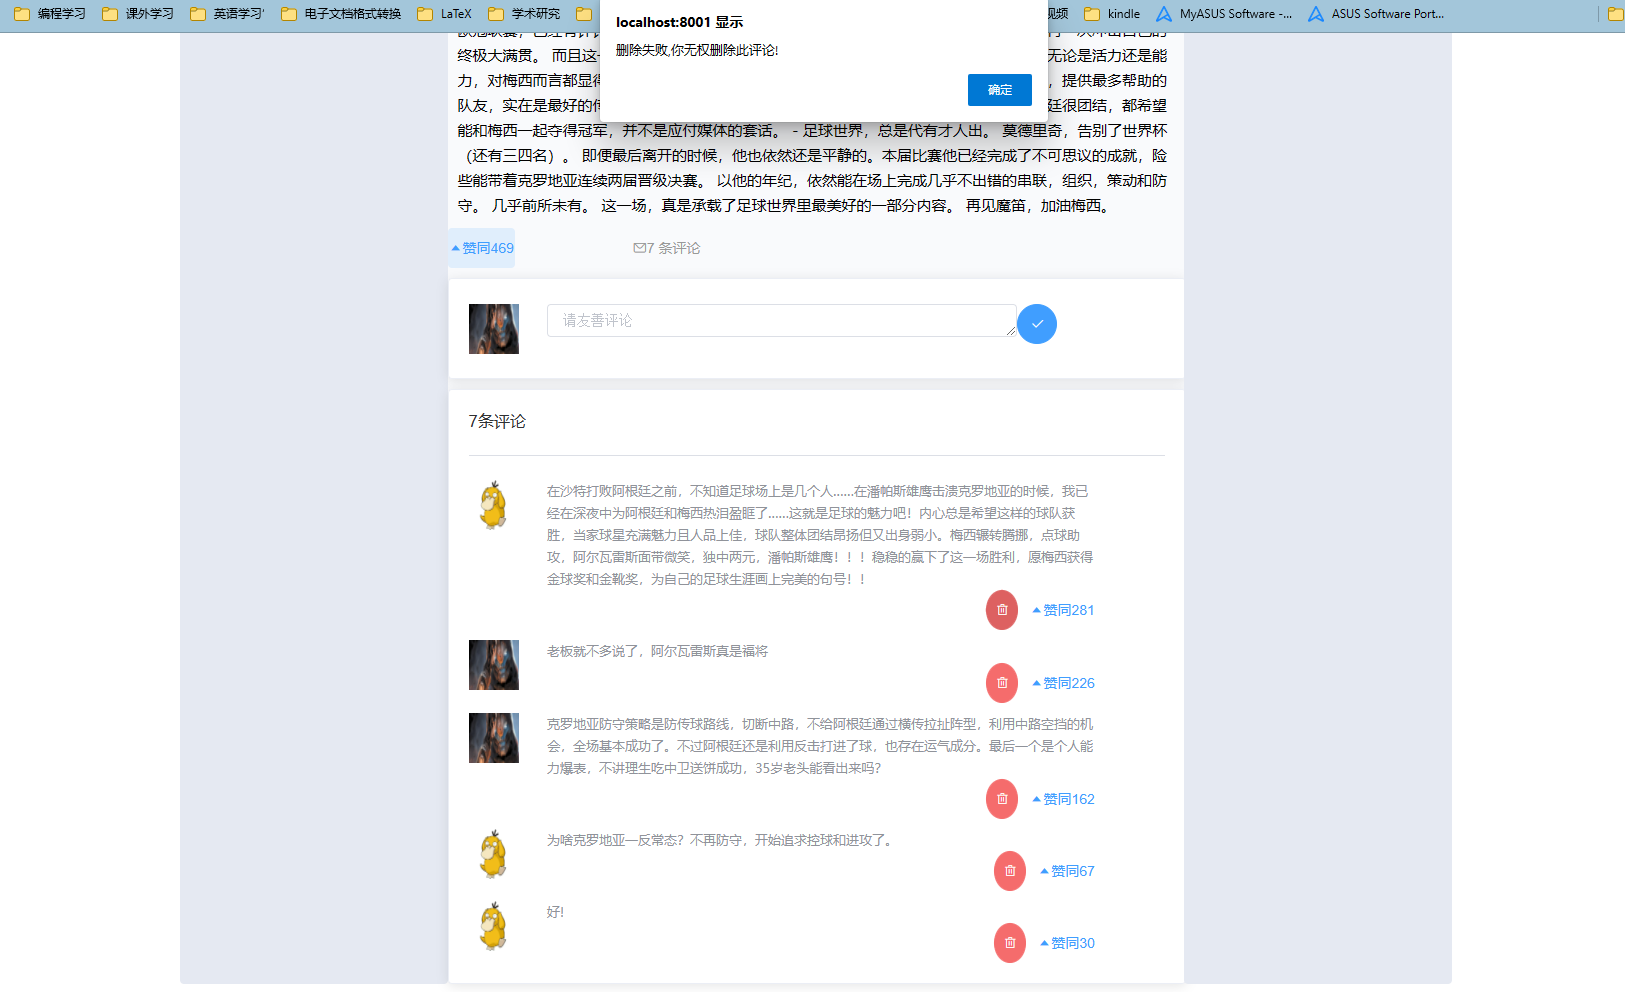 编程学习 课外学习 英语学习' 电子文档格式转换 LaTeX 学术研究 视频 kindle MyASUS Software -... ASUS Software Port...
localhost:8001 显示
删除失败,你无权删除此评论!
确定
终极大满贯。 而且这 无论是活力还是能
力，对梅西而言都显得 ，提供最多帮助的
队友，实在是最好的 廷很团结，都希望
能和梅西一起夺得冠军，并不是应付媒体的套话。 - 足球世界，总是代有才人出。 莫德里奇，告别了世界杯
（还有三四名）。 即便最后离开的时候，他也依然还是平静的。本届比赛他已经完成了不可思议的成就，险
些能带着克罗地亚连续两届晋级决赛。 以他的年纪，依然能在场上完成几乎不出错的串联，组织，策动和防
守。 几乎前所未有。 这一场，真是承载了足球世界里最美好的一部分内容。 再见魔笛，加油梅西。
赞同469 7 条评论
请友善评论
7条评论
在沙特打败阿根廷之前，不知道足球场上是几个人......在潘帕斯雄鹰击溃克罗地亚的时候，我已
经在深夜中为阿根廷和梅西热泪盈眶了......这就是足球的魅力吧！内心总是希望这样的球队获
胜，当家球星充满魅力且人品上佳，球队整体团结昂扬但又出身弱小。梅西辗转腾挪，点球助
攻，阿尔瓦雷斯面带微笑，独中两元，潘帕斯雄鹰！！！稳稳的赢下了这一场胜利，愿梅西获得
金球奖和金靴奖，为自己的足球生涯画上完美的句号！！
赞同281
老板就不多说了，阿尔瓦雷斯真是福将
赞同226
克罗地亚防守策略是防传球路线，切断中路，不给阿根廷通过横传拉扯阵型，利用中路空挡的机
会，全场基本成功了。不过阿根廷还是利用反击打进了球，也存在运气成分。最后一个是个人能
力爆表，不讲理生吃中卫送饼成功，35岁老头能看出来吗？
赞同162
为啥克罗地亚一反常态？不再防守，开始追求控球和进攻了。
赞同67
好!
赞同30